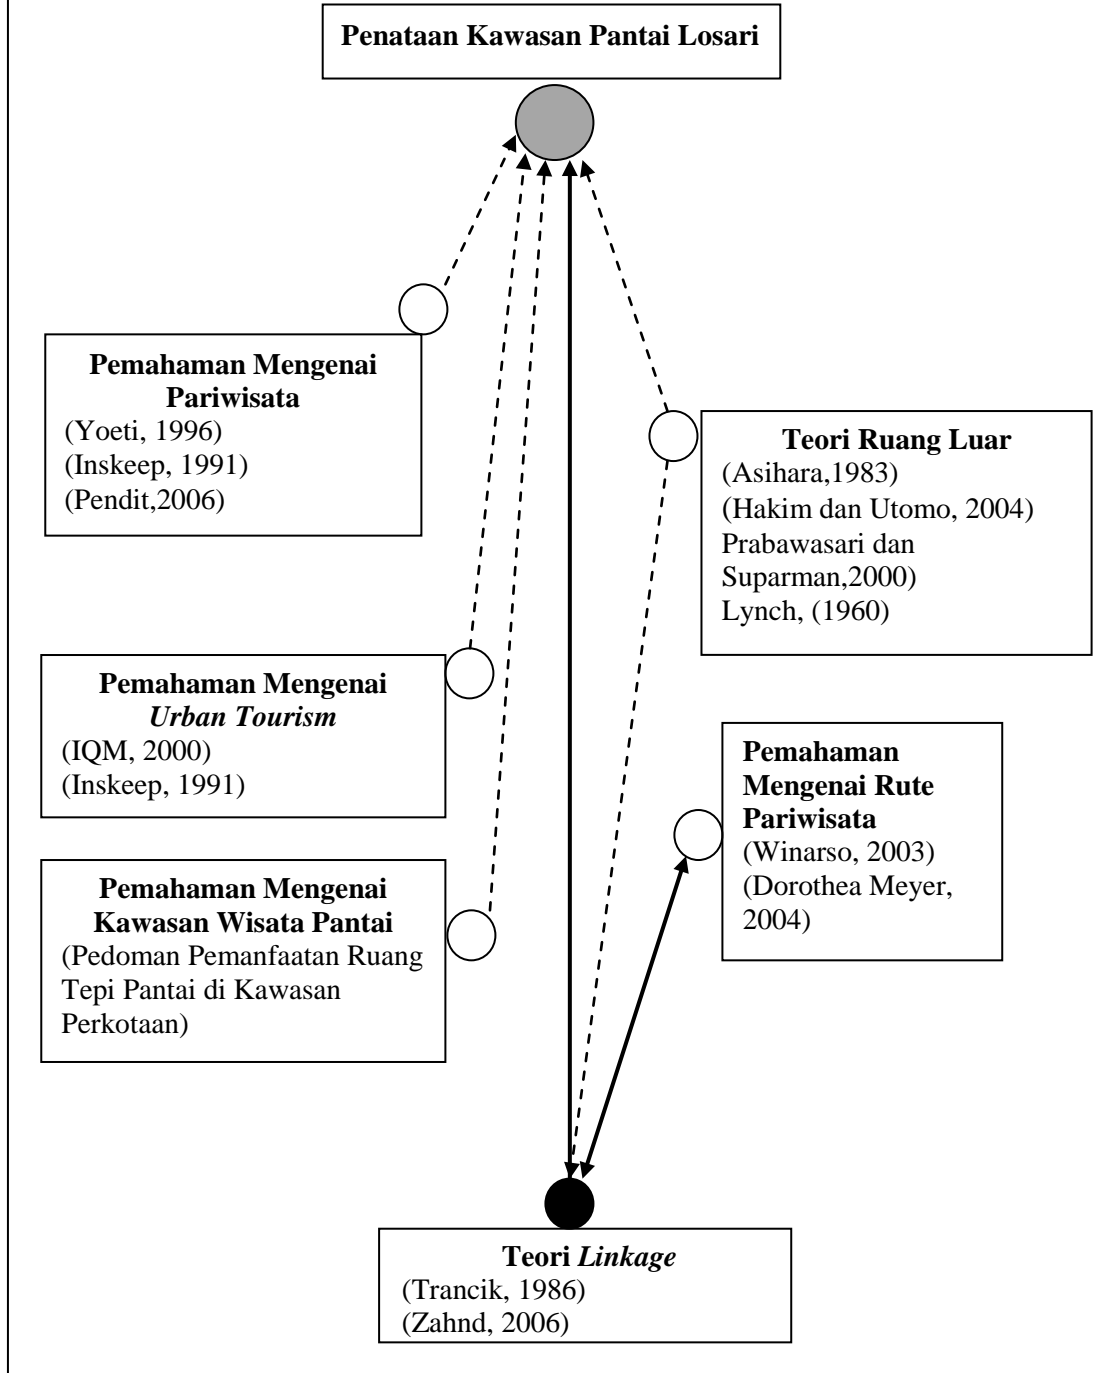 Penataan Kawasan Pantai Losari
Pemahaman Mengenai
Pariwisata
(Yoeti, 1996)
(Inskeep, 1991)
(Pendit,2006)
Teori Ruang Luar
(Asihara,1983)
(Hakim dan Utomo, 2004)
Prabawasari dan
Suparman,2000)
Lynch, (1960)
Pemahaman Mengenai
Urban Tourism
(IQM, 2000)
(Inskeep, 1991)
Pemahaman
Mengenai Rute
Pariwisata
(Winarso, 2003)
(Dorothea Meyer,
2004)
Pemahaman Mengenai
Kawasan Wisata Pantai
(Pedoman Pemanfaatan Ruang
Tepi Pantai di Kawasan
Perkotaan)
Teori Linkage
(Trancik, 1986)
(Zahnd, 2006)